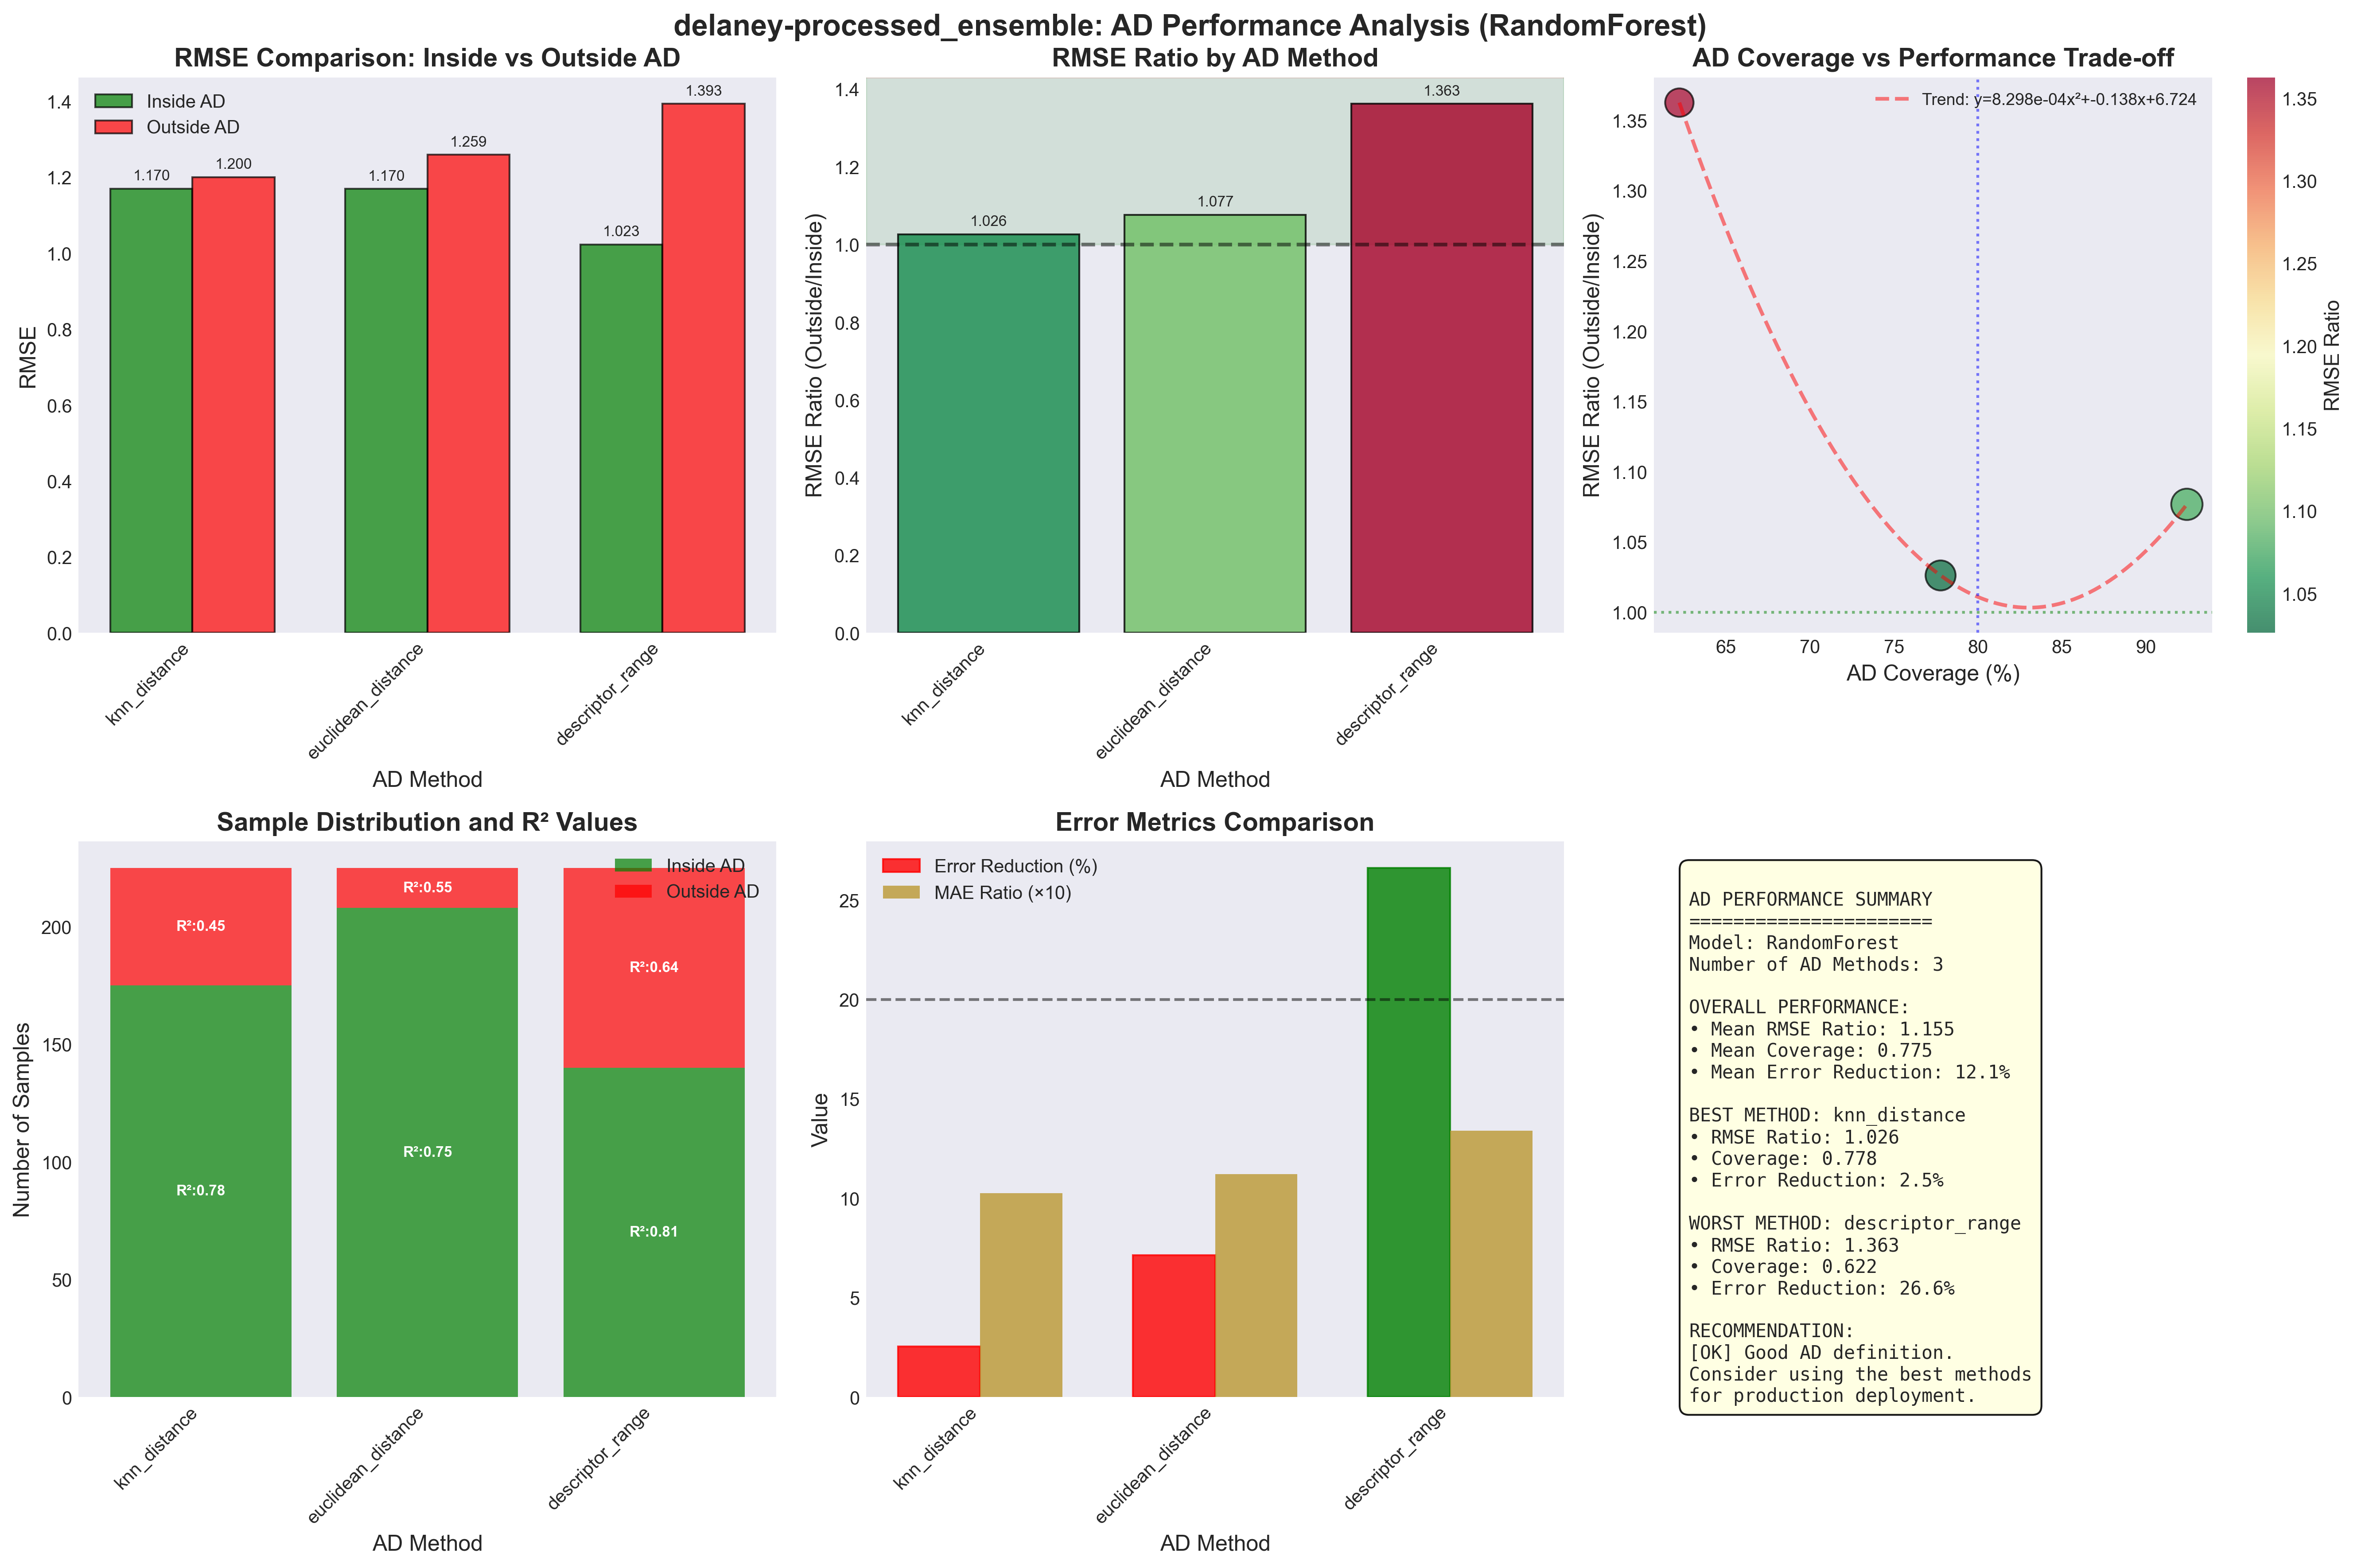 delaney-processed_ensemble: AD Performance Analysis (RandomForest)
RMSE Comparison: Inside vs Outside AD
Inside AD
Outside AD
RMSE
1.4
1.2
1.0
0.8
0.6
0.4
0.2
0.0
1.170
1.200
1.170
1.259
1.023
1.393
knn_distance
euclidean_distance
descriptor_range
AD Method
RMSE Ratio by AD Method
RMSE Ratio (Outside/Inside)
1.4
1.2
1.0
0.8
0.6
0.4
0.2
0.0
1.026
1.077
1.363
knn_distance
euclidean_distance
descriptor_range
AD Method
AD Coverage vs Performance Trade-off
Trend: y=8.298e-04x²+-0.138x+6.724
RMSE Ratio (Outside/Inside)
1.35
1.30
1.25
1.20
1.15
1.10
1.05
1.00
65
70
75
80
85
90
AD Coverage (%)
1.35
1.30
1.25
1.20
1.15
1.10
1.05
RMSE Ratio
Sample Distribution and R² Values
Inside AD
Outside AD
Number of Samples
200
150
100
50
0
R²:0.45
R²:0.78
R²:0.55
R²:0.75
R²:0.64
R²:0.81
knn_distance
euclidean_distance
descriptor_range
AD Method
Error Metrics Comparison
Error Reduction (%)
MAE Ratio (×10)
Value
25
20
15
10
5
0
knn_distance
euclidean_distance
descriptor_range
AD Method
AD PERFORMANCE SUMMARY
======================
Model: RandomForest
Number of AD Methods: 3
OVERALL PERFORMANCE:
• Mean RMSE Ratio: 1.155
• Mean Coverage: 0.775
• Mean Error Reduction: 12.1%
BEST METHOD: knn_distance
• RMSE Ratio: 1.026
• Coverage: 0.778
• Error Reduction: 2.5%
WORST METHOD: descriptor_range
• RMSE Ratio: 1.363
• Coverage: 0.622
• Error Reduction: 26.6%
RECOMMENDATION:
[OK] Good AD definition.
Consider using the best methods
for production deployment.